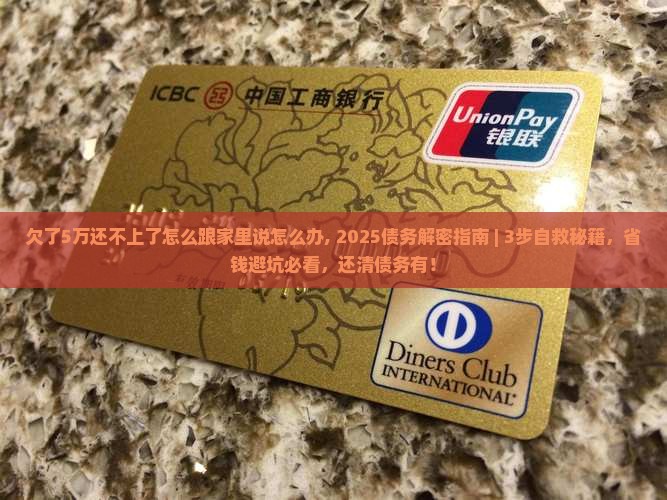 ICBC 中国工商银行
UnionPay
银联
欠了5万还不上了怎么跟家里说怎么办, 2025债务解密指南 | 3步自救秘籍，省
钱避坑必看，还清债务有！
Diners Club
INTERNATIONAL